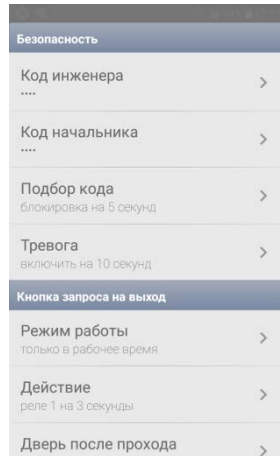 Безопасность
Код инженера
····
Код начальника
····
Подбор кода
блокировка на 5 секунд
Тревога
включить на 10 секунд
Кнопка запроса на выход
Режим работы
только в рабочее время
Действие
реле 1 на 3 секунды
Дверь после прохода